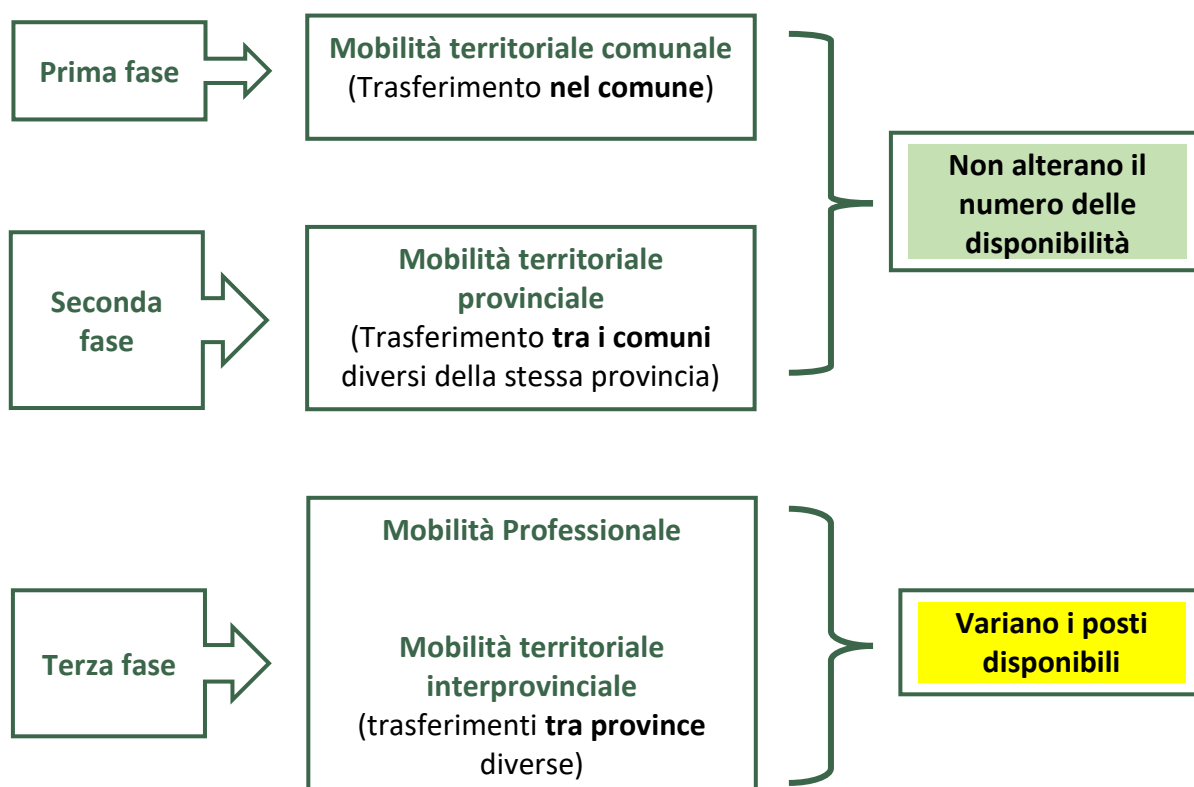 Prima fase
Mobilità territoriale comunale
(Trasferimento nel comune)
Non alterano il
numero delle
disponibilità
Seconda
fase
Mobilità territoriale
provinciale
(Trasferimento tra i comuni
diversi della stessa provincia)
Terza fase
Mobilità Professionale
Mobilità territoriale
interprovinciale
(trasferimenti tra province
diverse)
Variano i posti
disponibili